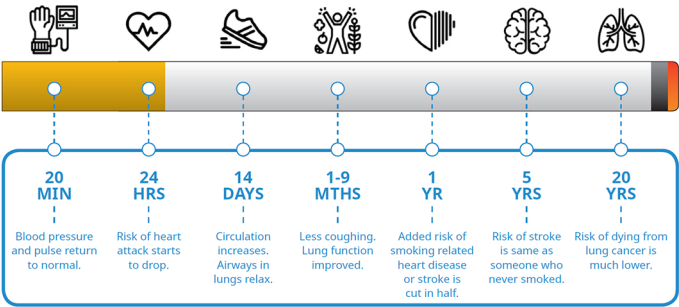 20
MIN
Blood pressure
and pulse return
to normal.
24
HRS
Risk of heart
attack starts
to drop.
14
DAYS
Circulation
increases.
Airways in
lungs relax.
1-9
MTHS
Less coughing.
Lung function
improved.
1
YR
Added risk of
smoking related
heart disease
or stroke is
cut in half.
5
YRS
Risk of stroke
is same as
someone who
never smoked.
20
YRS
Risk of dying from
lung cancer is
much lower.